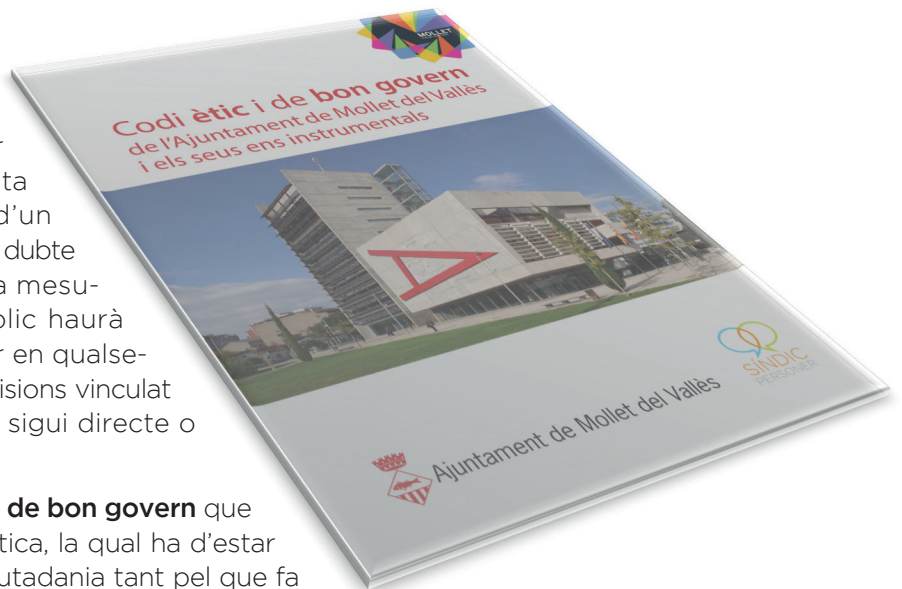 MOLLET
Codi ètic i de bon govern
de l'Ajuntament de Mollet del Vallès
i els seus ens instrumentals
A
SÍNDIC
PERSONER
Ajuntament de Mollet del Vallès
ta
d'un
dubte
a mesu-
olic haurà
r en qualse-
isions vinculat
sigui directe o
de bon govern que
tica, la qual ha d'estar
utadania tant pel que fa